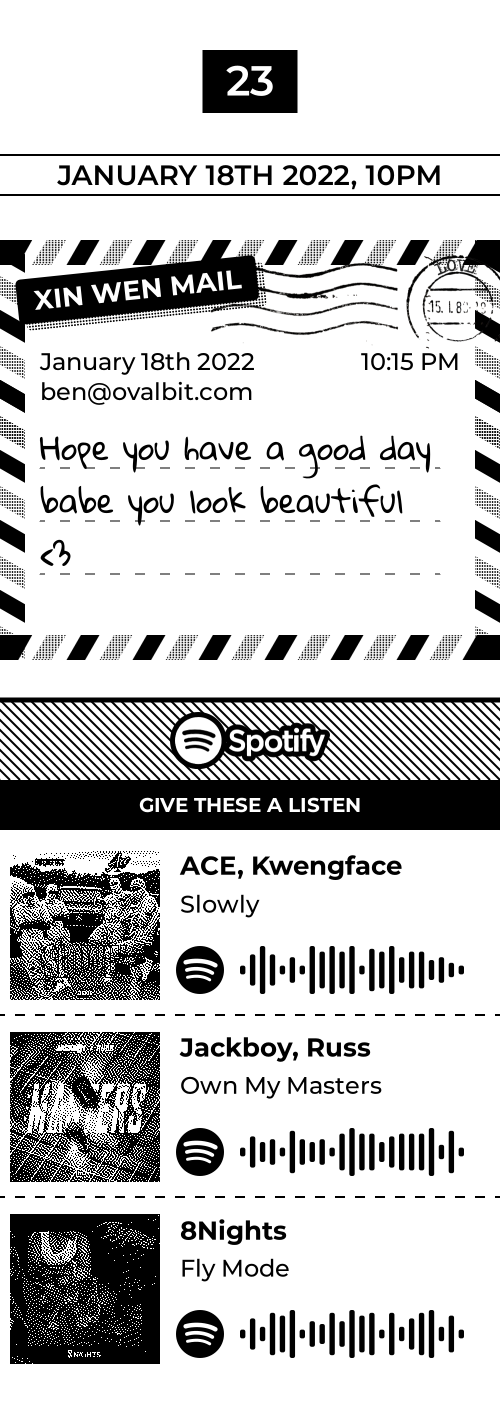 23
JANUARY 18TH 2022, 10PM
XIN WEN MAIL
LOVE
January 18th 2022 10:15 PM
ben@ovalbit.com
Hope you have a good day
babe you look beautiful
<3
Spotify
GIVE THESE A LISTEN
ACE, Kwengface
Slowly
Jackboy, Russ
Own My Masters
8Nights
Fly Mode
8NIGHTS